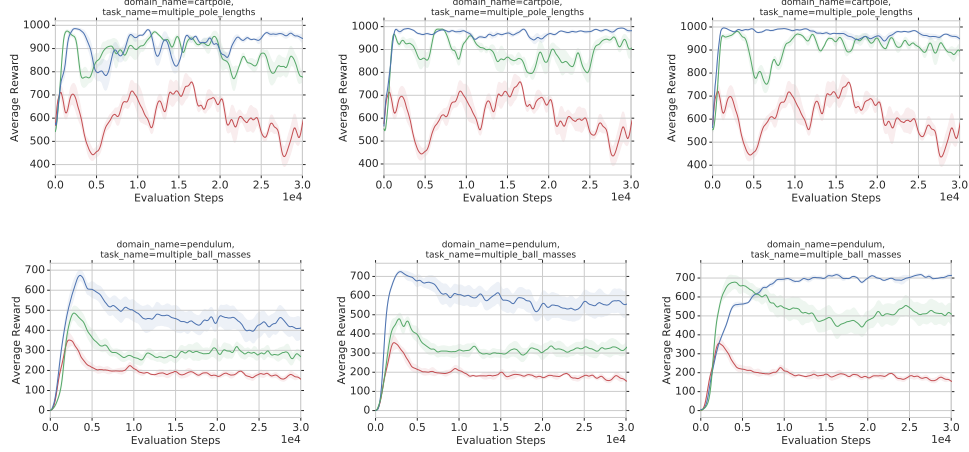 domain_name=cartpole,
task_name=multiple_pole_lengths
Average Reward
1000
900
800
700
600
500
400
0.0 0.5 1.0 1.5 2.0 2.5 3.0
Evaluation Steps
1e4
domain_name=cartpole,
task_name=multiple_pole_lengths
Average Reward
1000
900
800
700
600
500
400
0.0 0.5 1.0 1.5 2.0 2.5 3.0
Evaluation Steps
1e4
domain_name=cartpole,
task_name=multiple_pole_lengths
Average Reward
1000
900
800
700
600
500
400
0.0 0.5 1.0 1.5 2.0 2.5 3.0
Evaluation Steps
1e4
domain_name=pendulum,
task_name=multiple_ball_masses
Average Reward
700
600
500
400
300
200
100
0
0.0 0.5 1.0 1.5 2.0 2.5 3.0
Evaluation Steps
1e4
domain_name=pendulum,
task_name=multiple_ball_masses
Average Reward
700
600
500
400
300
200
100
0
0.0 0.5 1.0 1.5 2.0 2.5 3.0
Evaluation Steps
1e4
domain_name=pendulum,
task_name=multiple_ball_masses
Average Reward
700
600
500
400
300
200
100
0
0.0 0.5 1.0 1.5 2.0 2.5 3.0
Evaluation Steps
1e4